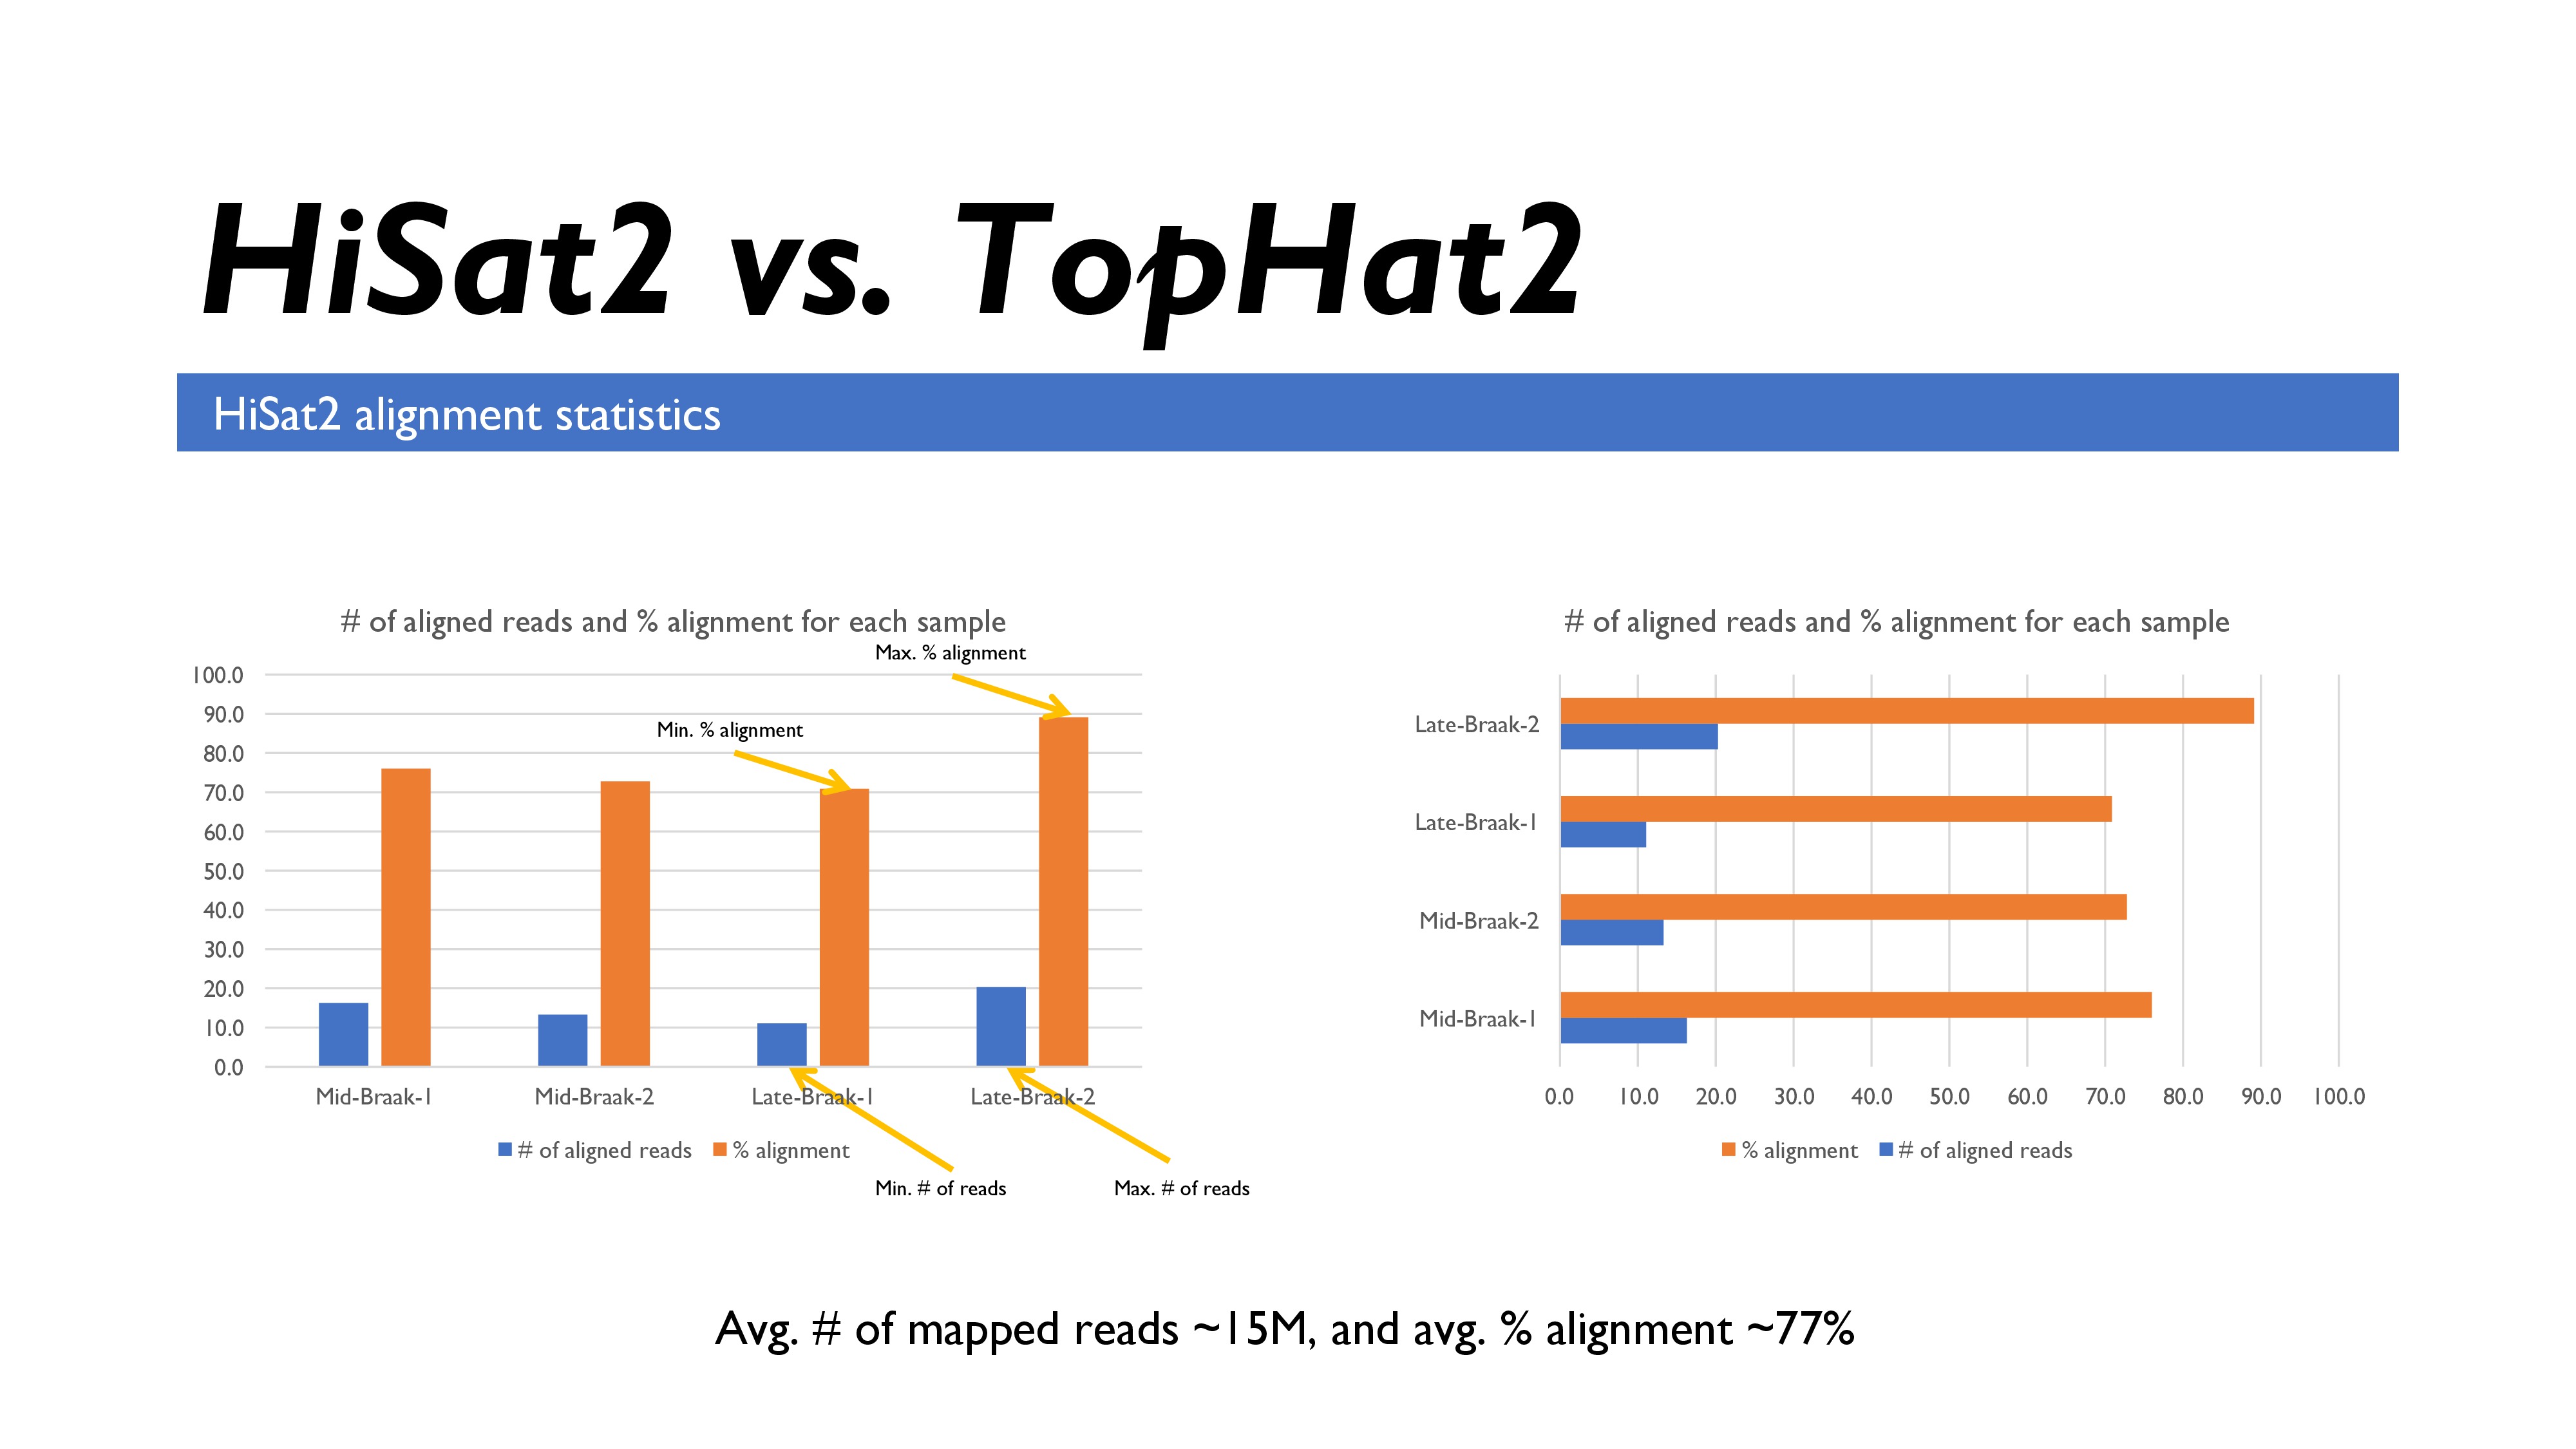 HiSat2 vs. TopHat2
HiSat2 alignment statistics
# of aligned reads and % alignment for each sample
Max. % alignment
Min. % alignment
100.0
90.0
80.0
70.0
60.0
50.0
40.0
30.0
20.0
10.0
0.0
Mid-Braak-1 Mid-Braak-2 Late-Braak-1 Late-Braak-2
# of aligned reads % alignment
Min. # of reads Max. # of reads
# of aligned reads and % alignment for each sample
Late-Braak-2
Late-Braak-1
Mid-Braak-2
Mid-Braak-1
0.0 10.0 20.0 30.0 40.0 50.0 60.0 70.0 80.0 90.0 100.0
% alignment # of aligned reads
Avg. # of mapped reads ~15M, and avg. % alignment ~77%